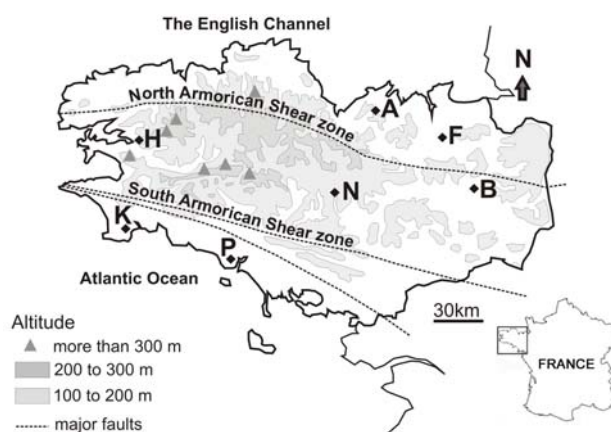 The English Channel
N
North Armorican Shear zone
A
F
H
N
B
South Armorican Shear zone
K
P
Atlantic Ocean
30km
Altitude
more than 300 m
200 to 300 m
100 to 200 m
major faults
FRANCE